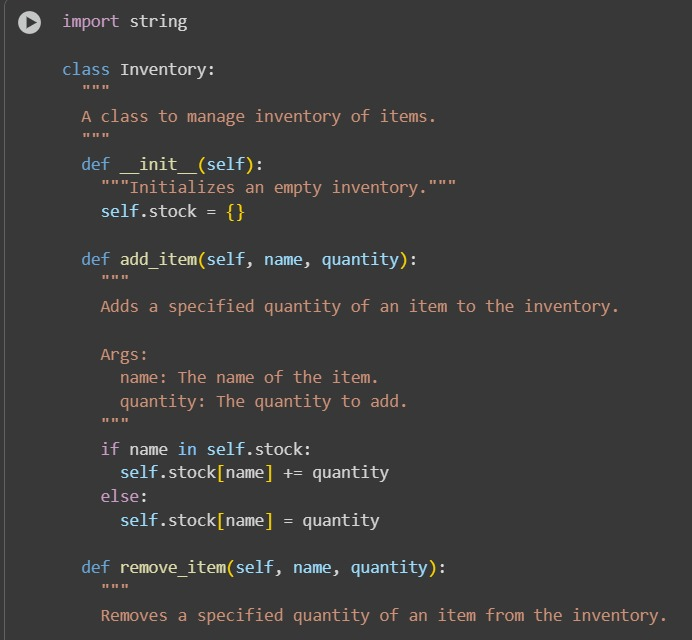 import string
class Inventory:
"""
A class to manage inventory of items.
"""
def __init__(self):
"""Initializes an empty inventory."""
self.stock = {}
def add_item(self, name, quantity):
"""
Adds a specified quantity of an item to the inventory.
Args:
name: The name of the item.
quantity: The quantity to add.
"""
if name in self.stock:
self.stock[name] += quantity
else:
self.stock[name] = quantity
def remove_item(self, name, quantity):
"""
Removes a specified quantity of an item from the inventory.